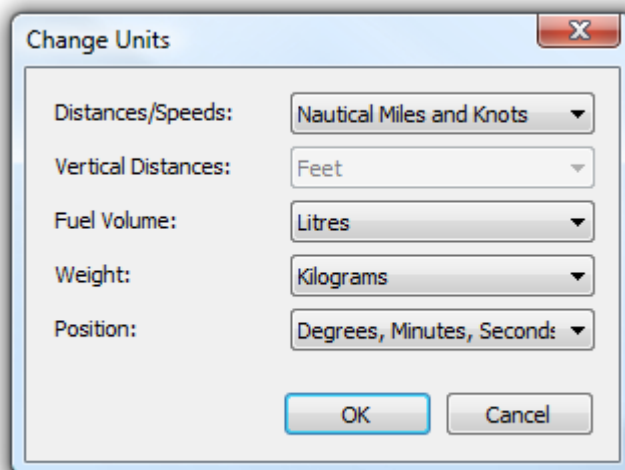 Change Units
Distances/Speeds: Nautical Miles and Knots
Vertical Distances: Feet
Fuel Volume: Litres
Weight: Kilograms
Position: Degrees, Minutes, Seconds
OK Cancel